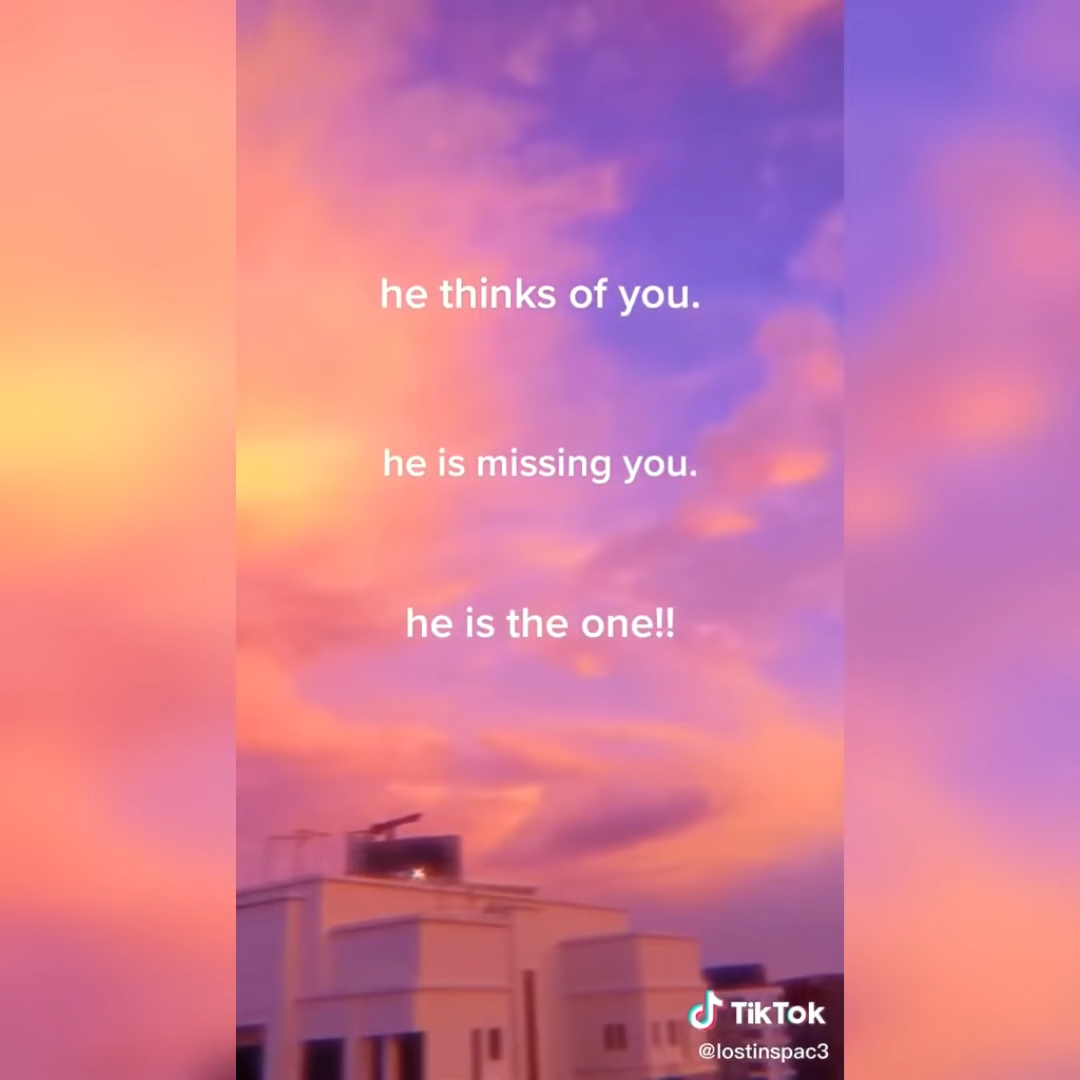 he thinks of you.
he is missing you.
he is the one!!
TikTok
@lostinspac3